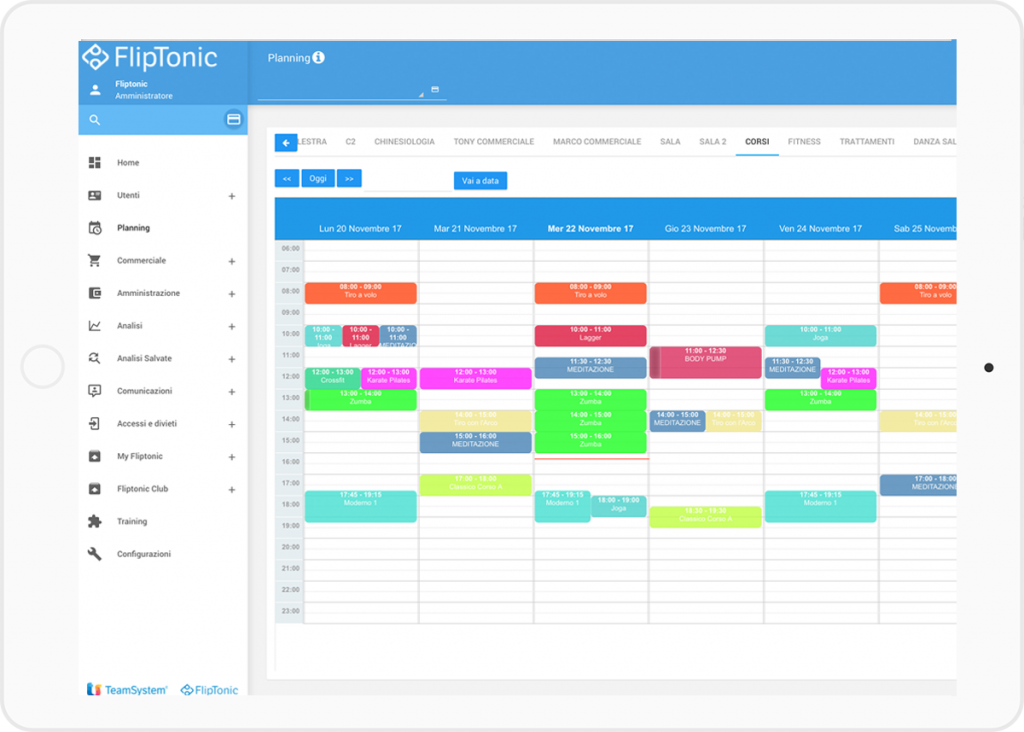 FlipTonic
Fliptonic
Amministratore
Home
Utenti
Planning
Commerciale
Amministrazione
Analisi
Analisi Salvate
Comunicazioni
Accessi e divieti
My Fliptonic
Fliptonic Club
Training
Configurazioni
TeamSystem® FlipTonic
Planning
LESTRA C2 CHINESIOLOGIA TONY COMMERCIALE MARCO COMMERCIALE SALA SALA 2 CORSI FITNESS TRATTAMENTI DANZA SAL
<< Oggi >> Vai a data
Lun 20 Novembre 17 Mar 21 Novembre 17 Mer 22 Novembre 17 Gio 23 Novembre 17 Ven 24 Novembre 17 Sab 25 Novemb
06:00
07:00
08:00
09:00
10:00
11:00
12:00
13:00
14:00
15:00
16:00
17:00
18:00
19:00
20:00
21:00
22:00
23:00
08:00 - 09:00
Tiro a volo
10:00 -
11:00
Joga
10:00 -
11:00
Lagger
10:00 -
11:00
MEDITAZIO
12:00 - 13:00
Crossfit
12:00 - 13:00
Karate Pilates
13:00 - 14:00
Zumba
17:45 - 19:15
Moderno 1
12:00 - 13:00
Karate Pilates
14:00 - 15:00
Tiro con l'Arco
15:00 - 16:00
MEDITAZIONE
17:00 - 18:00
Classico Corso A
08:00 - 09:00
Tiro a volo
10:00 - 11:00
Lagger
11:30 - 12:30
MEDITAZIONE
13:00 - 14:00
Zumba
14:00 - 15:00
Zumba
15:00 - 16:00
Zumba
17:45 - 19:15
Moderno 1
18:00 - 19:00
Joga
11:00 - 12:30
BODY PUMP
14:00 - 15:00
MEDITAZIONE
14:00 - 15:00
Tiro con l'Arco
18:30 - 19:30
Classico Corso A
10:00 - 11:00
Joga
11:30 - 12:30
MEDITAZIONE
12:00 - 13:00
Karate Pilates
13:00 - 14:00
Zumba
17:45 - 19:15
Moderno 1
08:00 - 09:00
Tiro a volo
14:00 - 15:00
Tiro con l'Arco
17:00 - 18:00
MEDITAZIONE